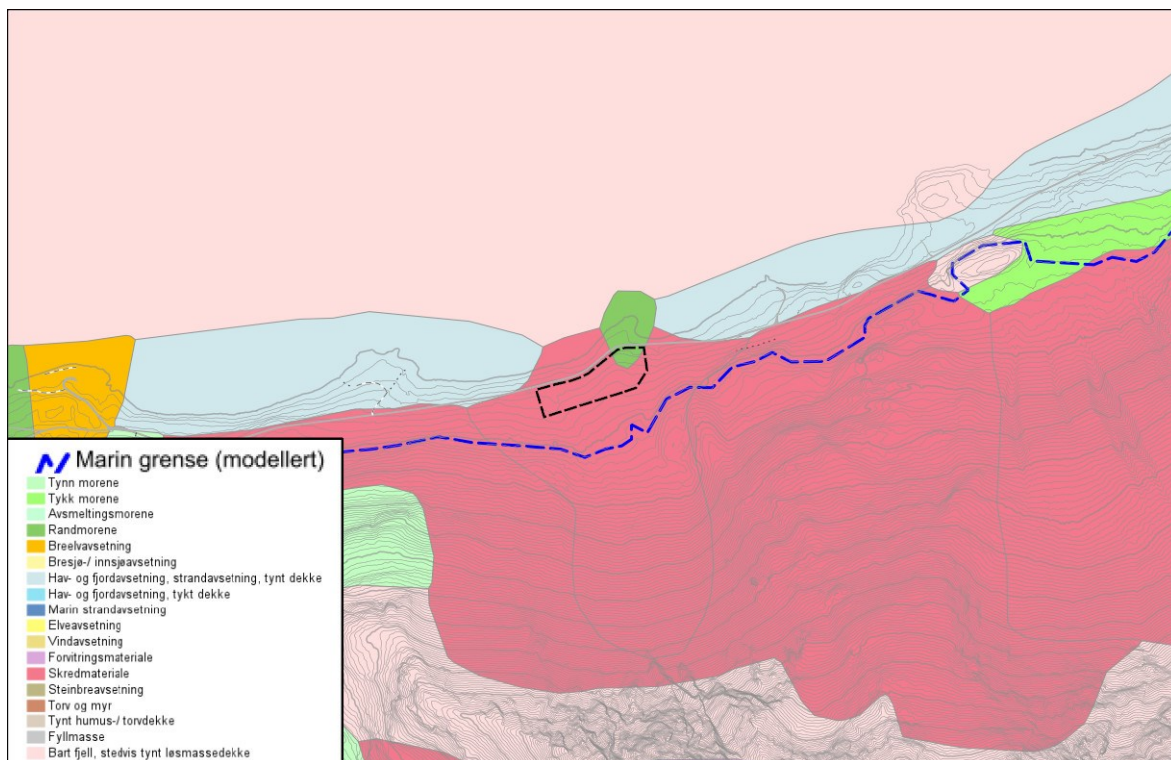 Marin grense (modellert)
Tynn morene
Tykk morene
Avsmeltingsmorene
Randmorene
Breelvavsetning
Bresjø-/ innsjøavsetning
Hav- og fjordavsetning, strandavsetning, tynt dekke
Hav- og fjordavsetning, tykt dekke
Marin strandavsetning
Elveavsetning
Vindavsetning
Forvitringsmateriale
Skredmateriale
Steinbreavsetning
Torv og myr
Tynt humus-/ torvdekke
Fyllmasse
Bart fjell, stedvis tynt løsmassedekke